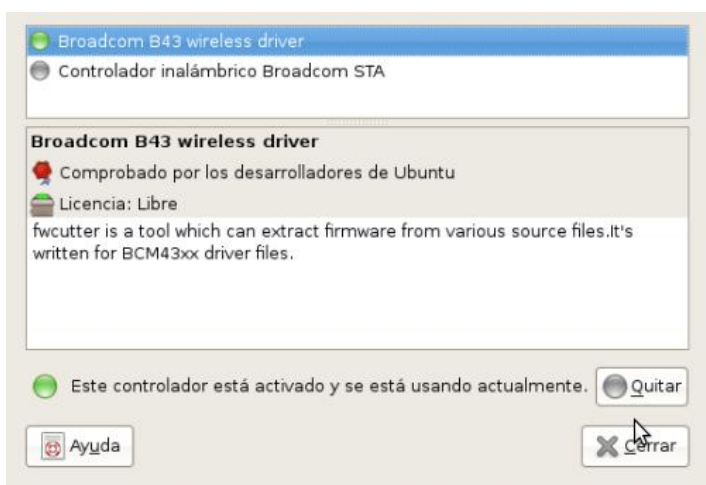 Broadcom B43 wireless driver
Controlador inalámbrico Broadcom STA
Broadcom B43 wireless driver
Comprobado por los desarrolladores de Ubuntu
Licencia: Libre
fwcutter is a tool which can extract firmware from various source files.It's
written for BCM43xx driver files.
Este controlador está activado y se está usando actualmente.
Quitar
Ayuda
Cerrar